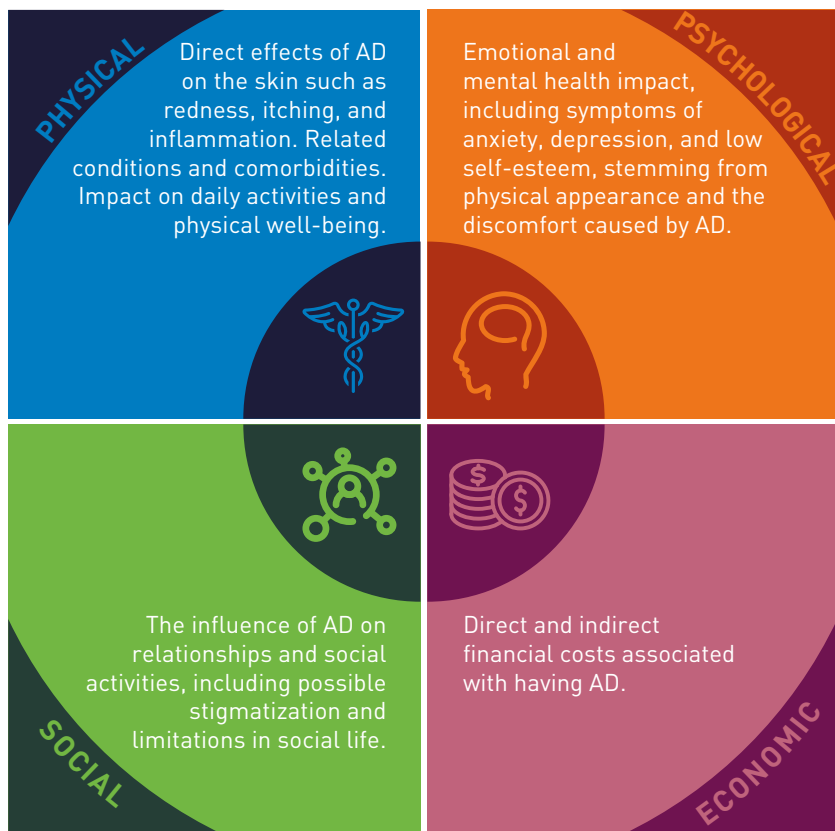 PHYSICAL
Direct effects of AD
on the skin such as
redness, itching, and
inflammation. Related
conditions and comorbidities.
Impact on daily activities and
physical well-being.
PSYCHOLOGICAL
Emotional and
mental health impact,
including symptoms of
anxiety, depression, and low
self-esteem, stemming from
physical appearance and the
discomfort caused by AD.
SOCIAL
The influence of AD on
relationships and social
activities, including possible
stigmatization and
limitations in social life.
ECONOMIC
$
$
Direct and indirect
financial costs associated
with having AD.